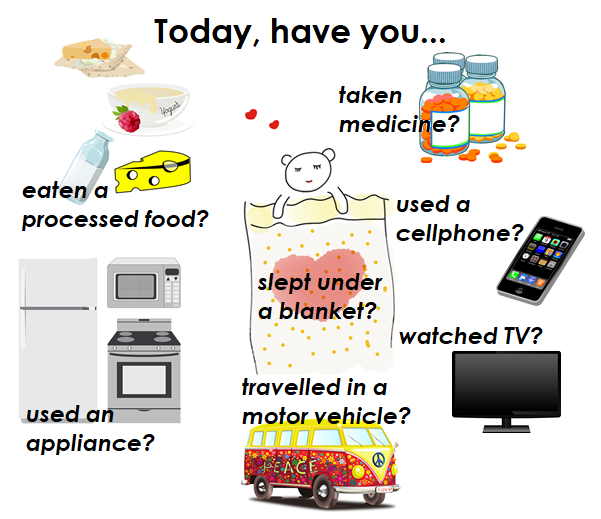 Today, have you...
taken
medicine?
Yogurt
eaten a
processed food?
used a
cellphone?
slept under
a blanket?
watched TV?
used an
appliance?
travelled in a
motor vehicle?
PEACE